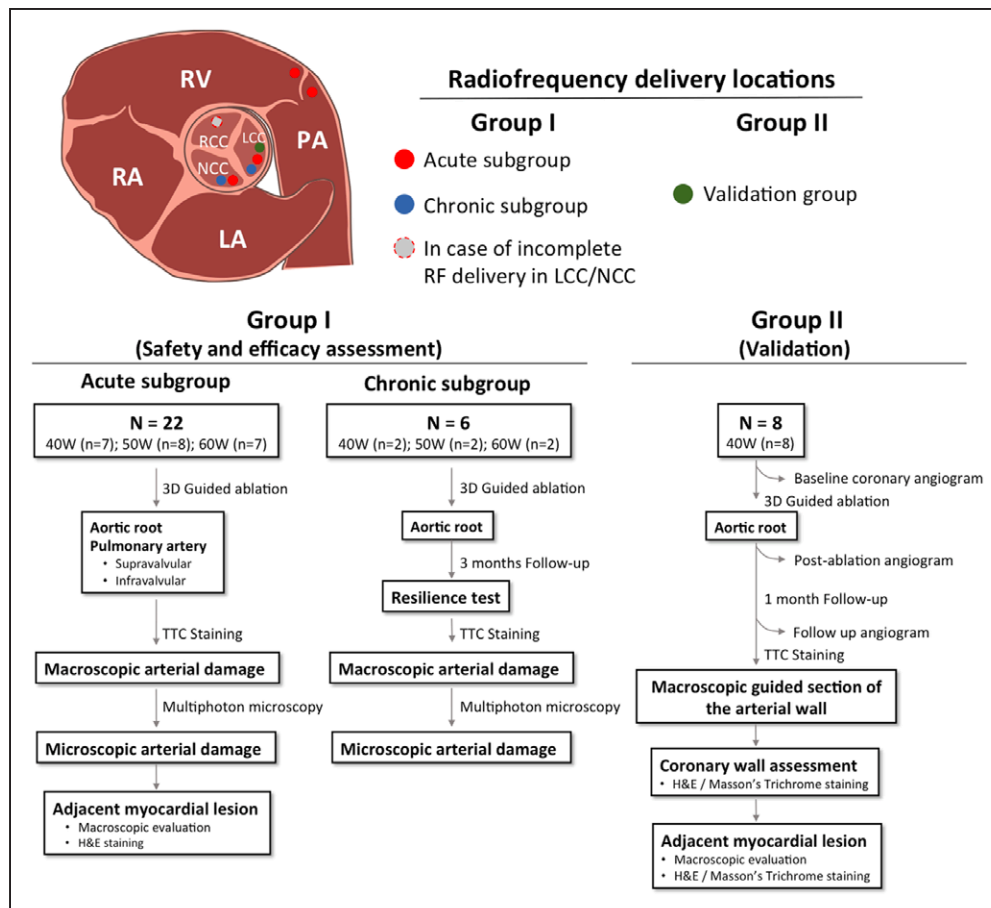 RV
RCC
LCC
NCC
PA
RA
LA
Radiofrequency delivery locations
Group I
Group II
Acute subgroup
Chronic subgroup
Validation group
In case of incomplete
RF delivery in LCC/NCC
Group I
(Safety and efficacy assessment)
Acute subgroup
N = 22
40W (n=7); 50W (n=8); 60W (n=7)
3D Guided ablation
Aortic root
Pulmonary artery
• Supravalvular
• Infravalvular
TTC Staining
Macroscopic arterial damage
Multiphoton microscopy
Microscopic arterial damage
Adjacent myocardial lesion
• Macroscopic evaluation
• H&E staining
Chronic subgroup
N = 6
40W (n=2); 50W (n=2); 60W (n=2)
3D Guided ablation
Aortic root
3 months Follow-up
Resilience test
TTC Staining
Macroscopic arterial damage
Multiphoton microscopy
Microscopic arterial damage
Group II
(Validation)
N = 8
40W (n=8)
Baseline coronary angiogram
3D Guided ablation
Aortic root
Post-ablation angiogram
1 month Follow-up
Follow up angiogram
TTC Staining
Macroscopic guided section of
the arterial wall
Coronary wall assessment
• H&E / Masson's Trichrome staining
Adjacent myocardial lesion
• Macroscopic evaluation
• H&E / Masson's Trichrome staining